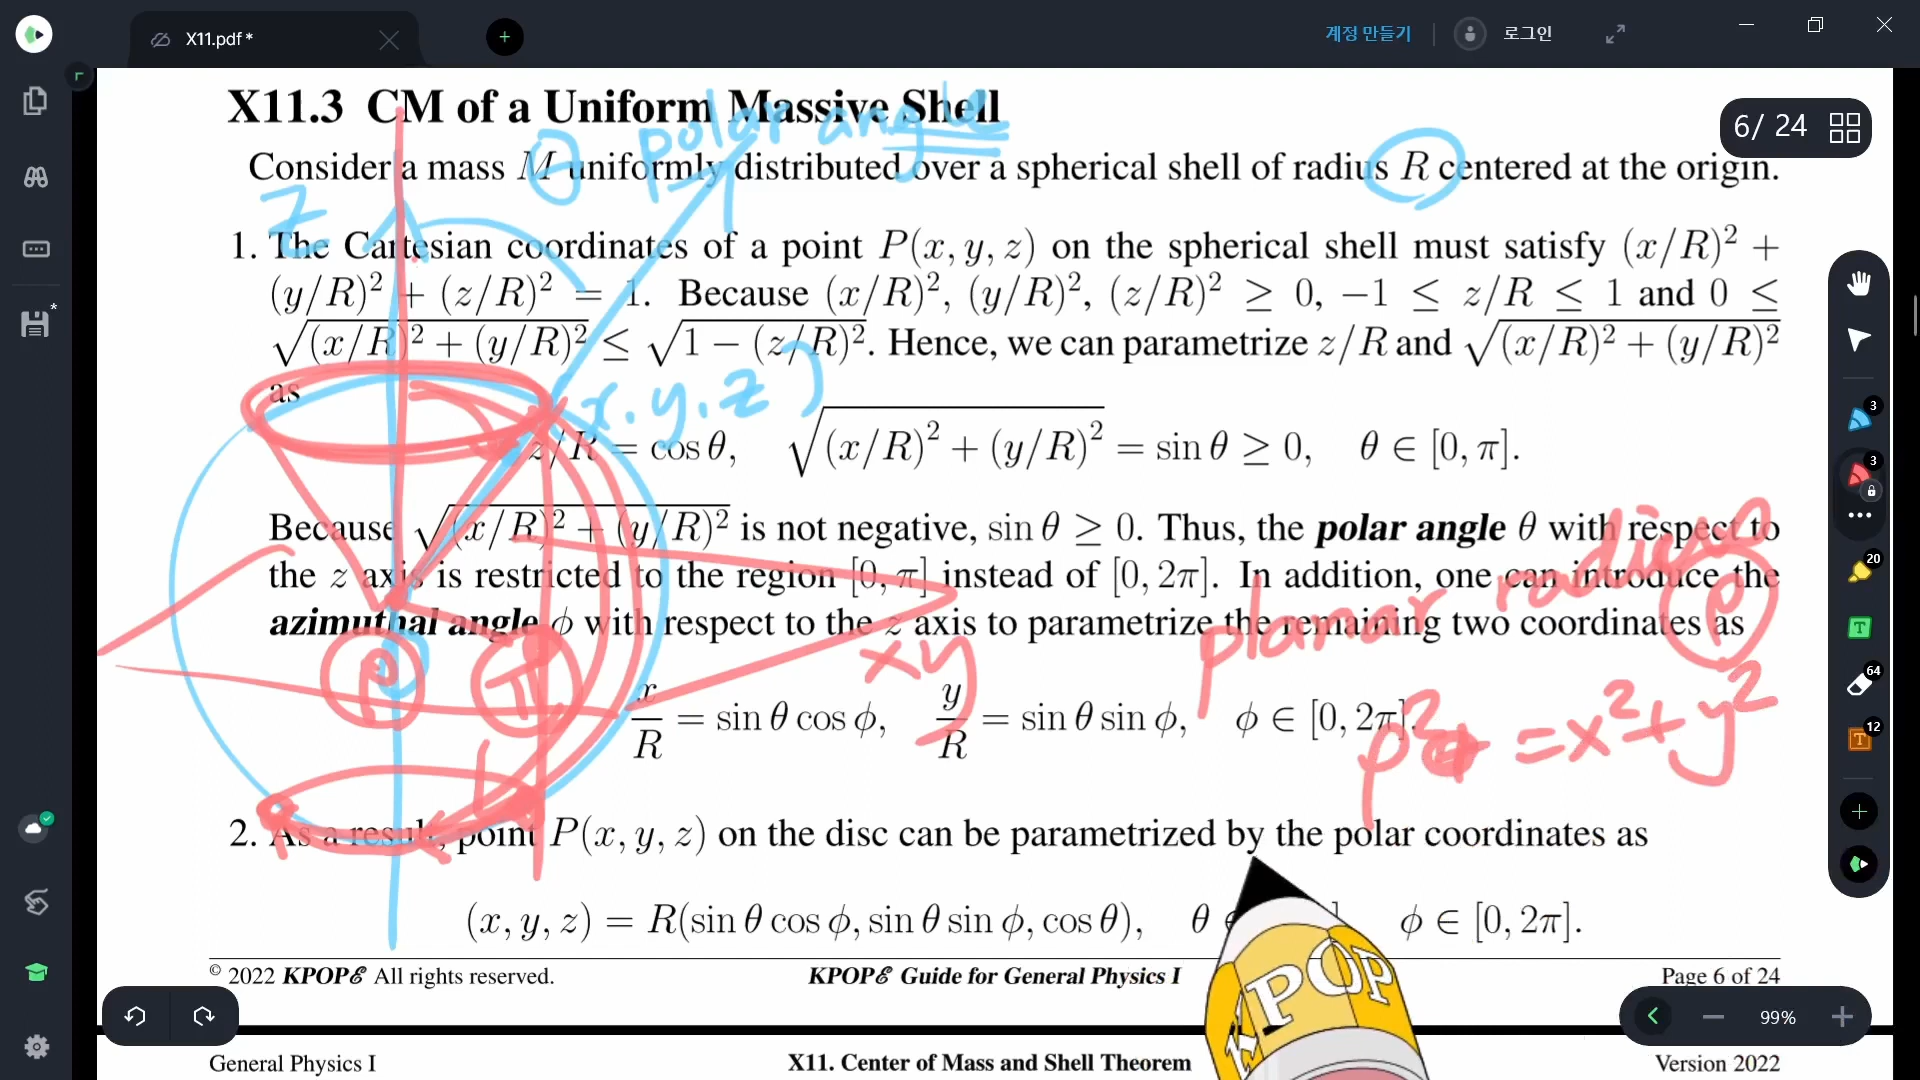 X11.pdf *
계정 만들기
로그인
6/ 24
X11.3 CM of a Uniform Massive Shell
θ polar angle
Consider a mass M uniformly distributed over a spherical shell of radius R centered at the origin.
z
1. The Cartesian coordinates of a point P(x, y, z) on the spherical shell must satisfy (x/R)² +
(y/R)² + (z/R)² = 1. Because (x/R)², (y/R)², (z/R)² ≥ 0, −1 ≤ z/R ≤ 1 and 0 ≤
√((x/R)² + (y/R)²) ≤ √(1 − (z/R)²). Hence, we can parametrize z/R and √((x/R)² + (y/R)²)
as
(x, y, z)
z/R = cos θ, √((x/R)² + (y/R)²) = sin θ ≥ 0, θ ∈ [0, π].
Because √((x/R)² + (y/R)²) is not negative, sin θ ≥ 0. Thus, the polar angle θ with respect to
the z axis is restricted to the region [0, π] instead of [0, 2π]. In addition, one can introduce the
azimuthal angle ϕ with respect to the z axis to parametrize the remaining two coordinates as
planar radius ρ
xy
ρ
π
x/R = sin θ cos ϕ, y/R = sin θ sin ϕ, ϕ ∈ [0, 2π].
ρ² = x² + y²
2. As a result, point P(x, y, z) on the disc can be parametrized by the polar coordinates as
(x, y, z) = R(sin θ cos ϕ, sin θ sin ϕ, cos θ), θ ∈ ], ϕ ∈ [0, 2π].
© 2022 KPOPE All rights reserved. KPOPE Guide for General Physics I Page 6 of 24
KPOP
99%
General Physics I X11. Center of Mass and Shell Theorem Version 2022
3
3
20
T
64
12
T